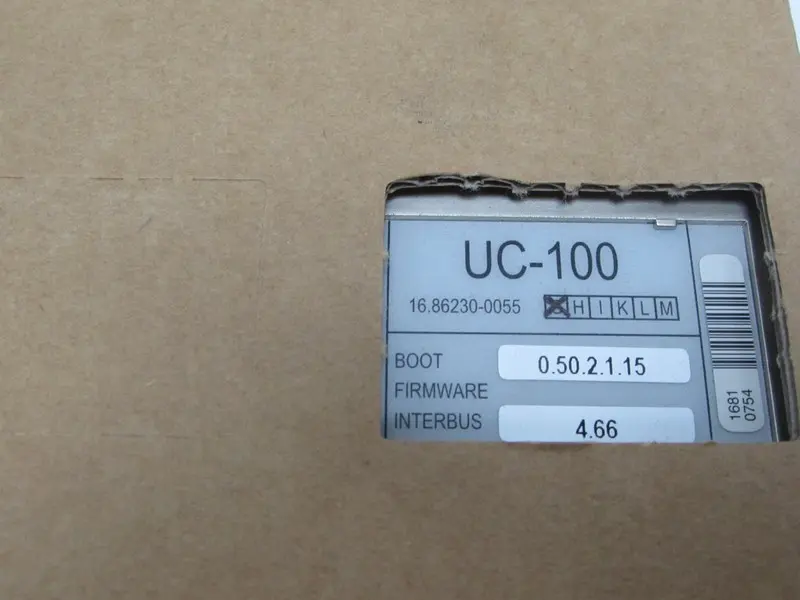 UC-100
16.86230-0055 H I K L M
BOOT 0.50.2.1.15
FIRMWARE
INTERBUS 4.66
1681
0754